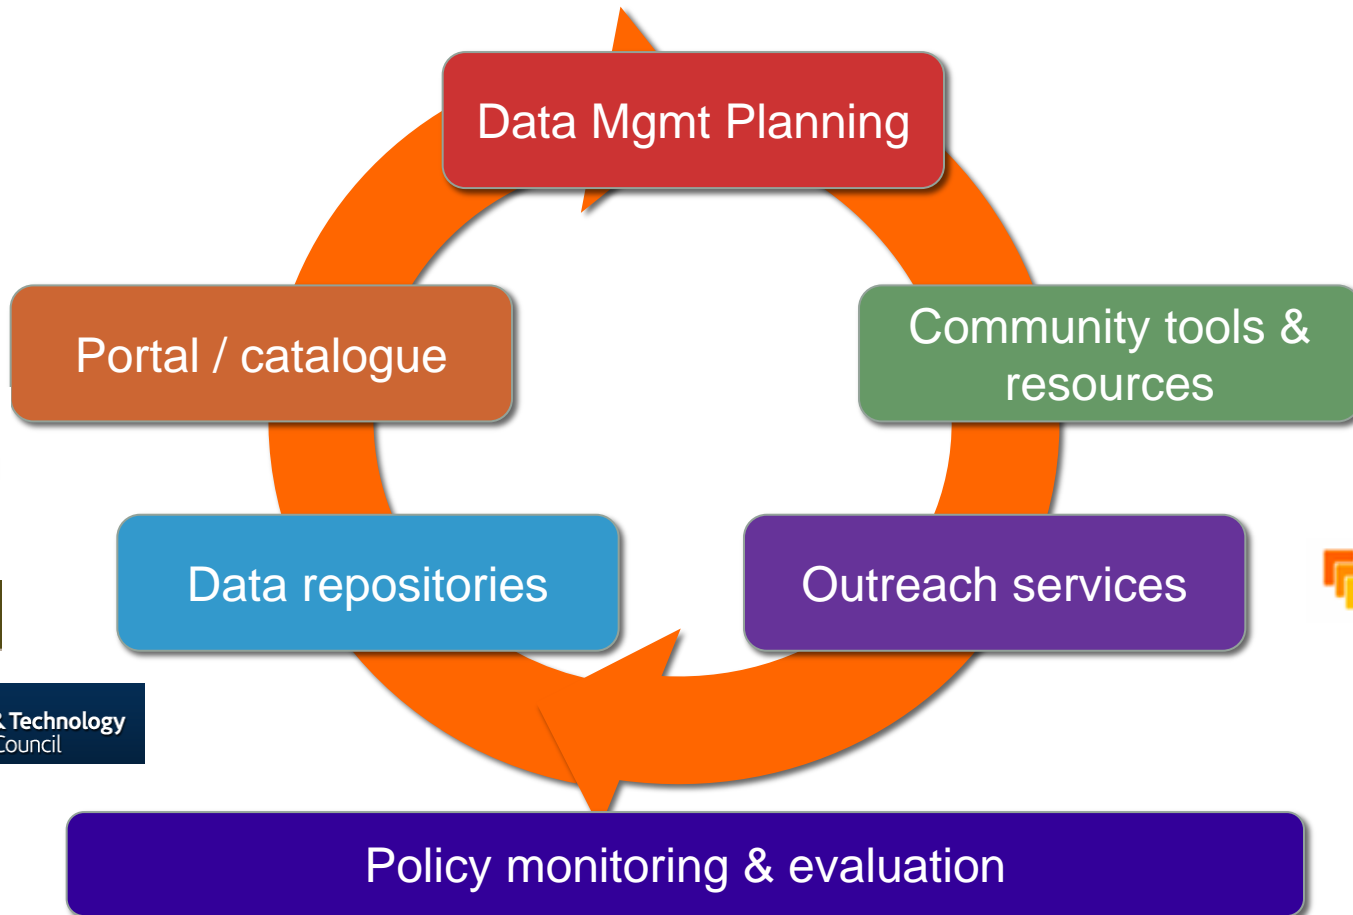 Data Mgmt Planning
Portal / catalogue
Community tools &
resources
Data repositories
Outreach services
& Technology
Council
Policy monitoring & evaluation